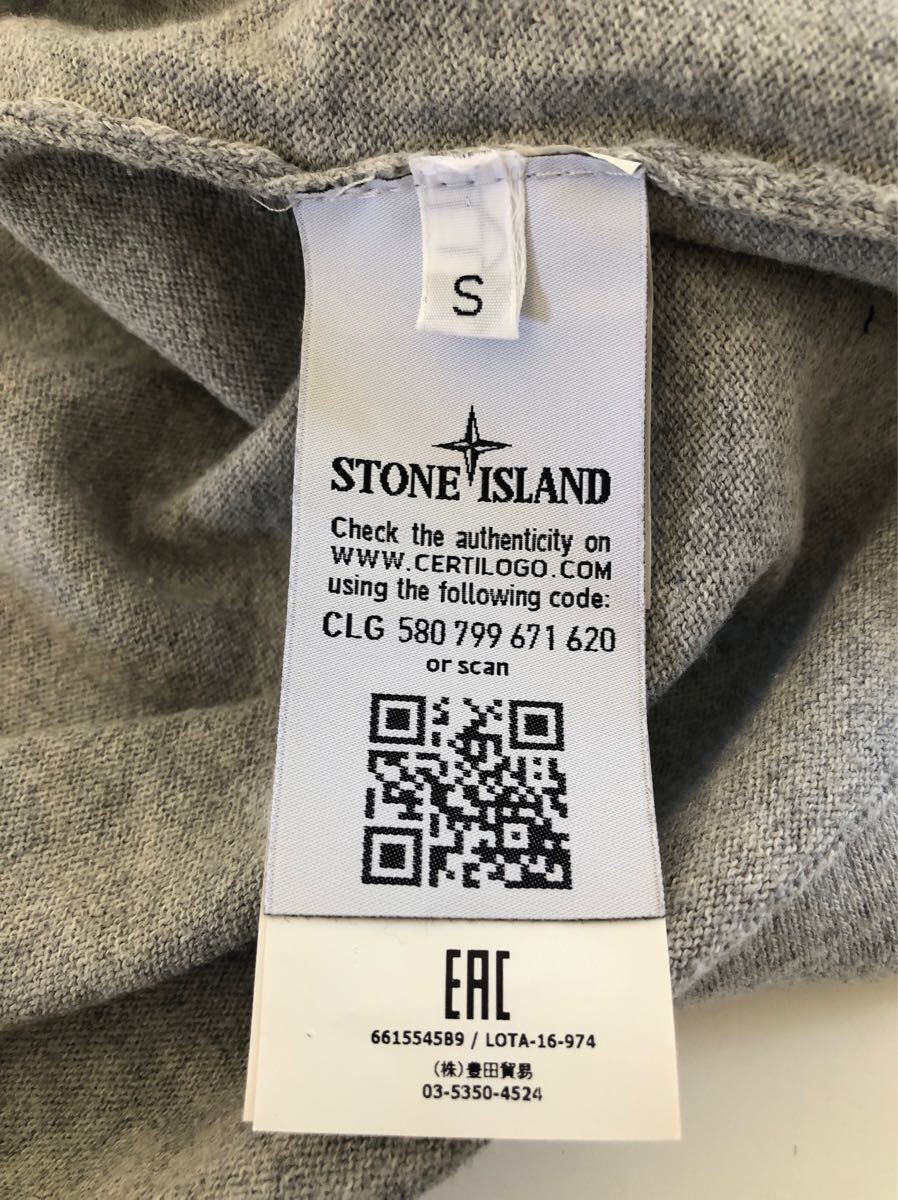 S
STONE ISLAND
Check the authenticity on
WWW.CERTILOGO.COM
using the following code:
CLG 580 799 671 620
or scan
EAC
6615545B9 / LOTA-16-974
(株)豊田貿易
03-5350-4524